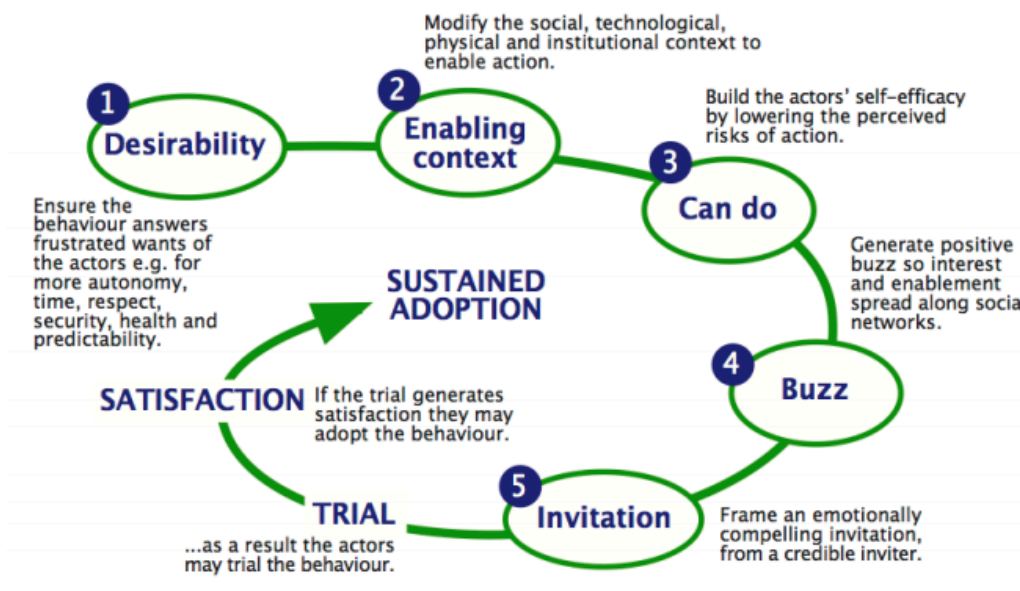 Modify the social, technological,
physical and institutional context to
enable action.
1
Desirability
2
Enabling
context
Build the actors' self-efficacy
by lowering the perceived
risks of action.
3
Can do
Ensure the
behaviour answers
frustrated wants of
the actors e.g. for
more autonomy,
time, respect,
security, health and
predictability.
Generate positive
buzz so interest
and enablement
spread along socia
networks.
SUSTAINED
ADOPTION
4
Buzz
SATISFACTION
If the trial generates
satisfaction they may
adopt the behaviour.
5
Invitation
Frame an emotionally
compelling invitation,
from a credible inviter.
TRIAL
...as a result the actors
may trial the behaviour.